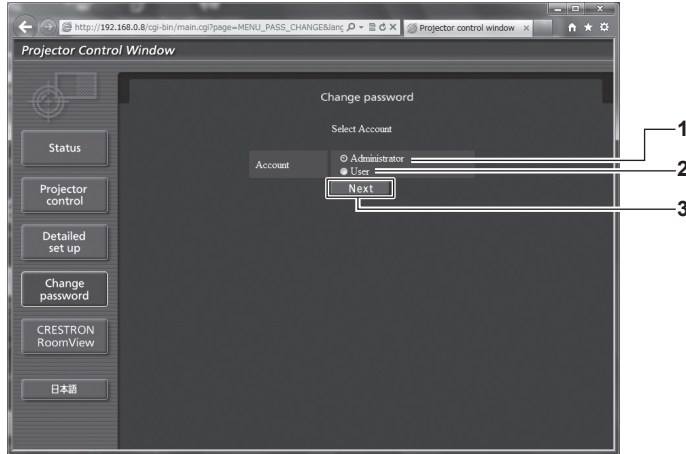 http://192.168.0.8/cgi-bin/main.cgi?page=MENU_PASS_CHANGE&lang
Projector control window
Projector Control Window
Change password
Select Account
Account
Administrator
User
Next
Status
Projector
control
Detailed
set up
Change
password
CRESTRON
RoomView
日本語
1
2
3